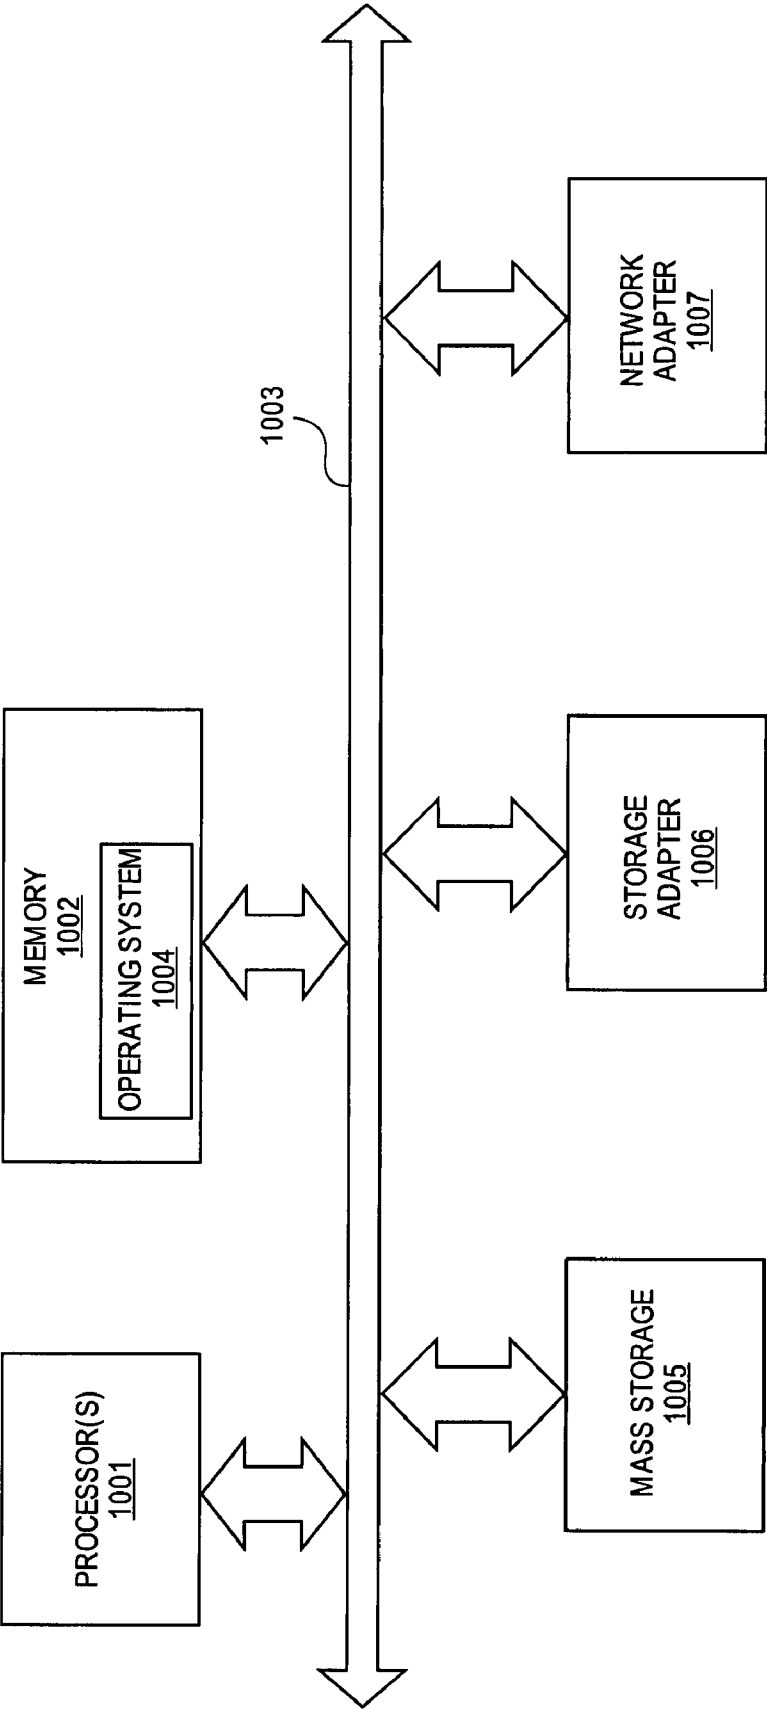 PROCESSOR(S)
1001
MEMORY
1002
OPERATING SYSTEM
1004
1003
MASS STORAGE
1005
STORAGE
ADAPTER
1006
NETWORK
ADAPTER
1007